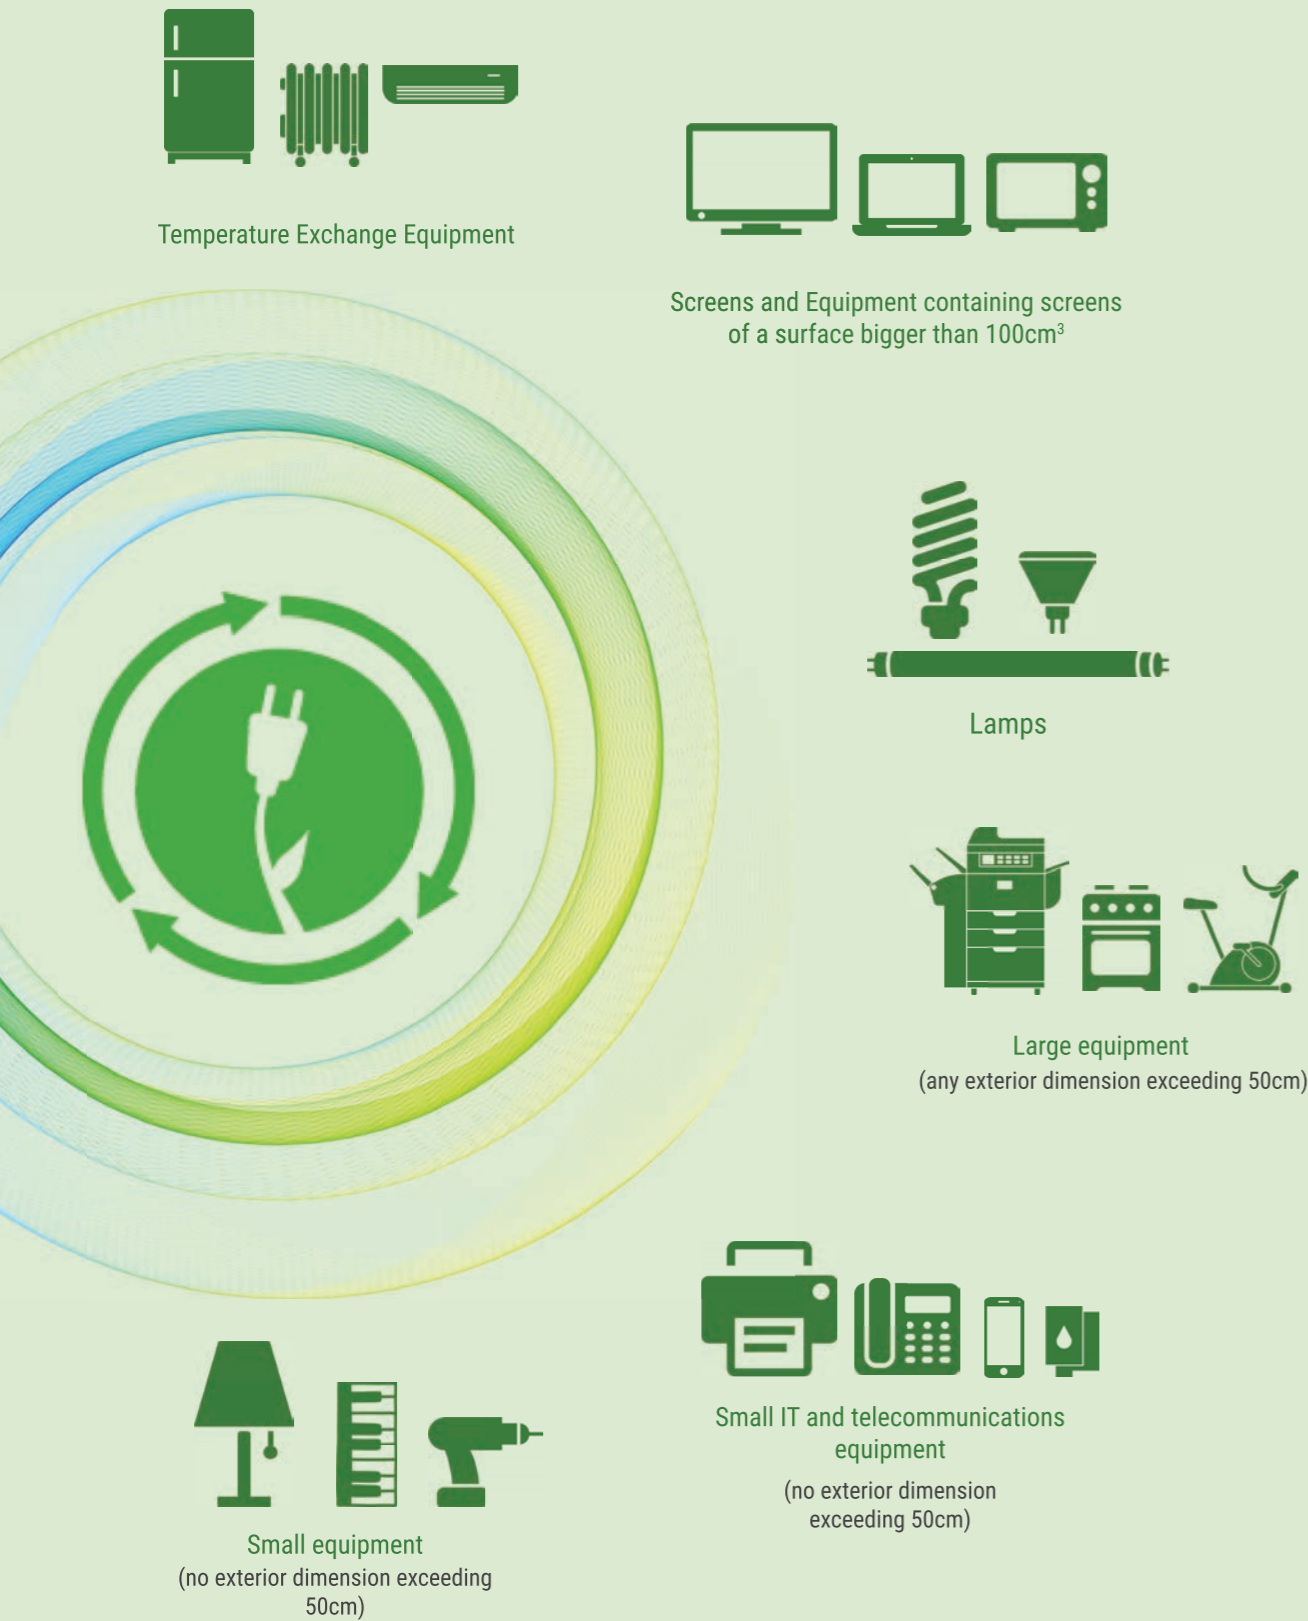 Temperature Exchange Equipment
Screens and Equipment containing screens
of a surface bigger than 100cm³
Lamps
Large equipment
(any exterior dimension exceeding 50cm)
Small IT and telecommunications
equipment
(no exterior dimension
exceeding 50cm)
Small equipment
(no exterior dimension exceeding
50cm)